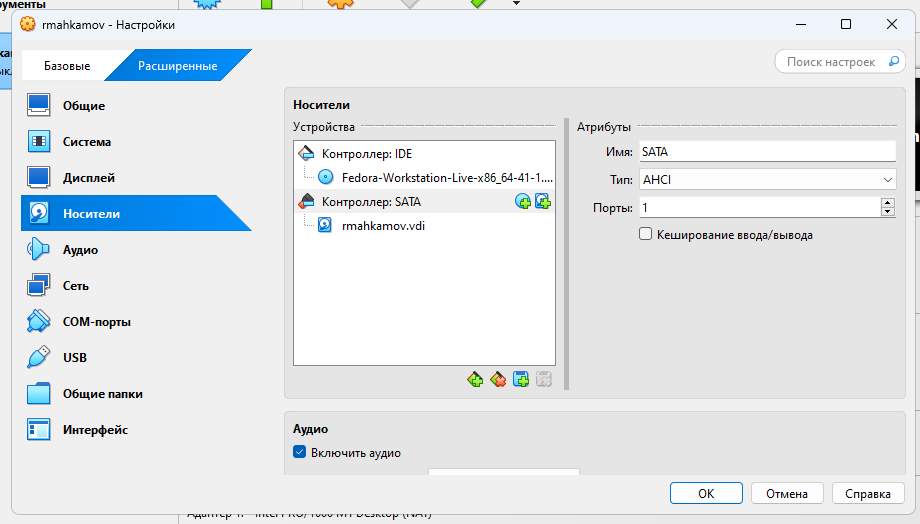 рументы
rmahkamov - Настройки
Базовые
Расширенные
Поиск настроек
Общие
Система
Дисплей
Носители
Аудио
Сеть
COM-порты
USB
Общие папки
Интерфейс
Носители
Устройства
Контроллер: IDE
Fedora-Workstation-Live-x86_64-41-1....
Контроллер: SATA
rmahkamov.vdi
Атрибуты
Имя: SATA
Тип: AHCI
Порты: 1
Кеширование ввода/вывода
Аудио
Включить аудио
OK
Отмена
Справка